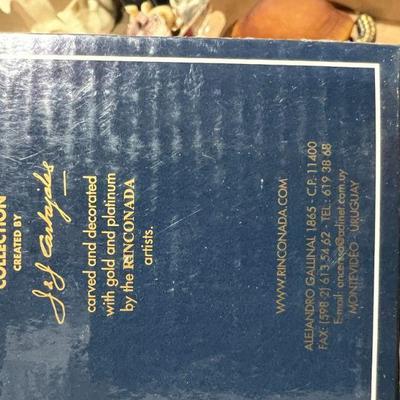 COLLECTION
CREATED BY
carved and decorated
with gold and platinum
by the RINCONADA
artists.
WWW.RINCONADA.COM
ALEJANDRO GALLINAL 1865 · C.P. 11400
FAX: (598 2) 613 54 62 · TEL.: 619 38 68
MONTEVIDEO - URUGUAY